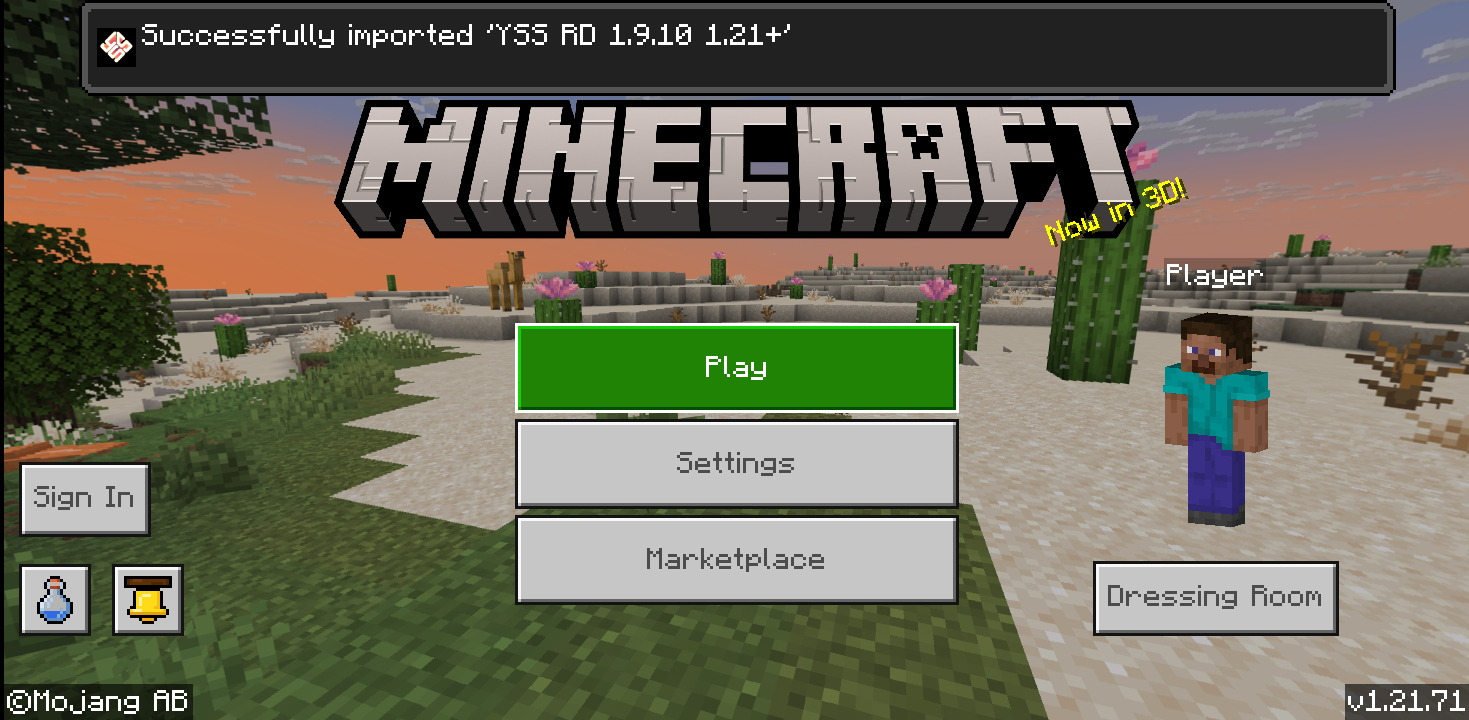 Successfully imported 'YSS RD 1.9.10 1.21+'
MINECRAFT
Now in 3D!
Player
Play
Settings
Sign In
Marketplace
Dressing Room
©Mojang AB
v1.21.71